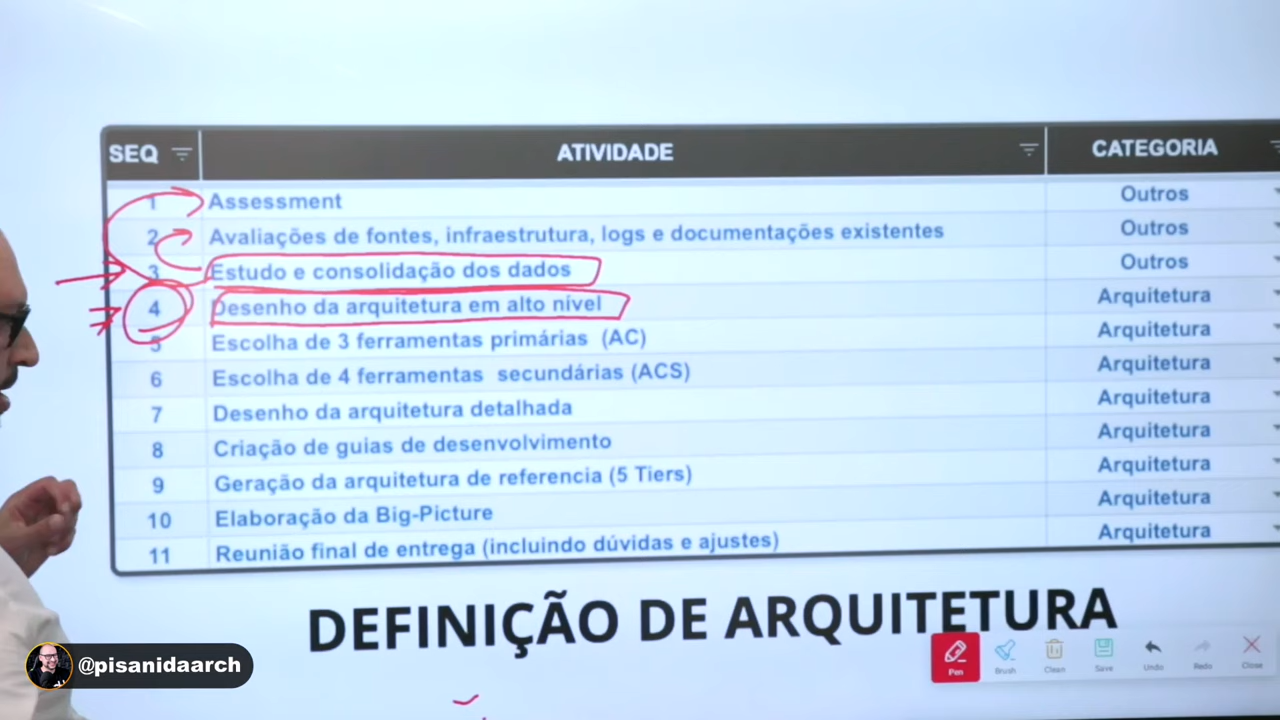 SEQ ATIVIDADE CATEGORIA
1 Assessment Outros
2 Avaliações de fontes, infraestrutura, logs e documentações existentes Outros
3 Estudo e consolidação dos dados Outros
4 Desenho da arquitetura em alto nível Arquitetura
5 Escolha de 3 ferramentas primárias (AC) Arquitetura
6 Escolha de 4 ferramentas secundárias (ACS) Arquitetura
7 Desenho da arquitetura detalhada Arquitetura
8 Criação de guias de desenvolvimento Arquitetura
9 Geração da arquitetura de referencia (5 Tiers) Arquitetura
10 Elaboração da Big-Picture Arquitetura
11 Reunião final de entrega (incluindo dúvidas e ajustes) Arquitetura
DEFINIÇÃO DE ARQUITETURA
Pen Brush Clean Save Undo Redo Close
@pisanidaarch